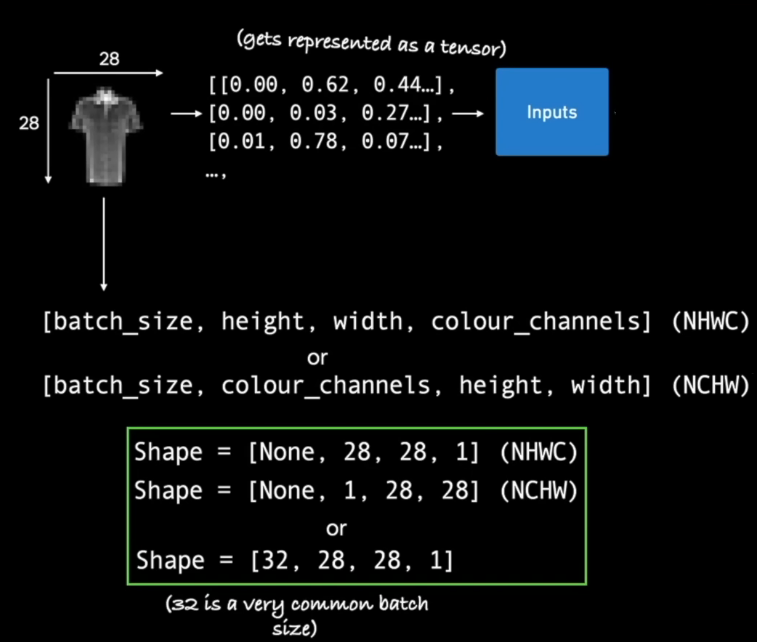 (gets represented as a tensor)
28
28
[[0.00, 0.62, 0.44…],
[0.00, 0.03, 0.27…],
[0.01, 0.78, 0.07…],
…,
Inputs
[batch_size, height, width, colour_channels] (NHWC)
or
[batch_size, colour_channels, height, width] (NCHW)
Shape = [None, 28, 28, 1] (NHWC)
Shape = [None, 1, 28, 28] (NCHW)
or
Shape = [32, 28, 28, 1]
(32 is a very common batch
size)